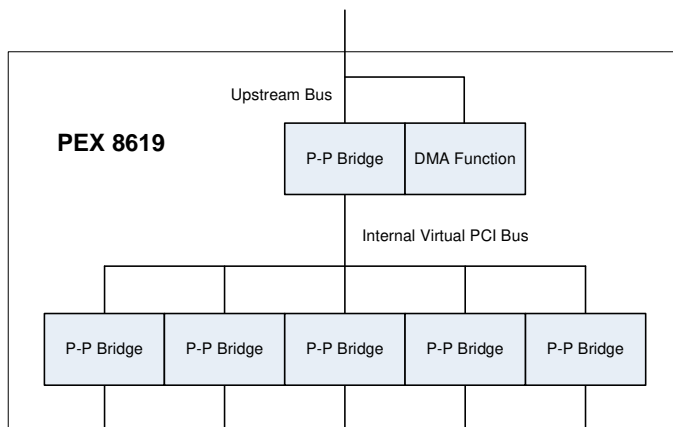 Upstream Bus
PEX 8619
P-P Bridge
DMA Function
Internal Virtual PCI Bus
P-P Bridge
P-P Bridge
P-P Bridge
P-P Bridge
P-P Bridge